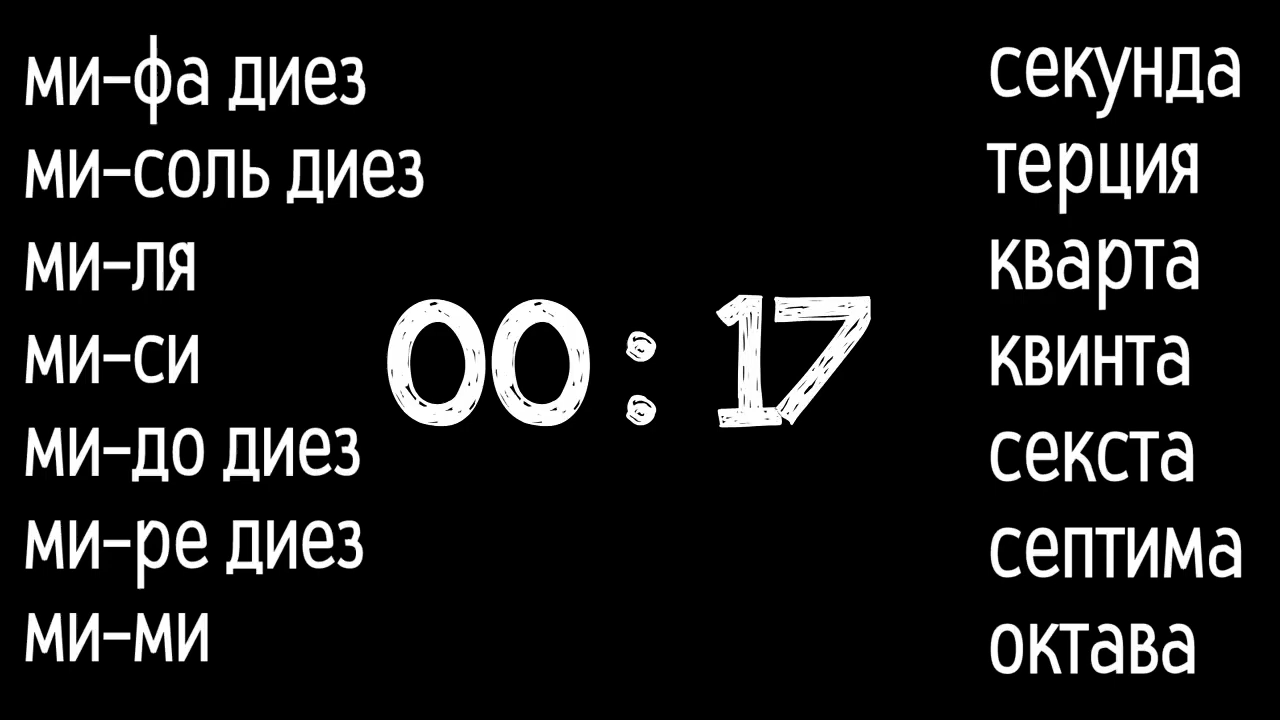 ми-фа диез
ми-соль диез
ми-ля
ми-си
ми-до диез
ми-ре диез
ми-ми
00:17
секунда
терция
кварта
квинта
секста
септима
октава